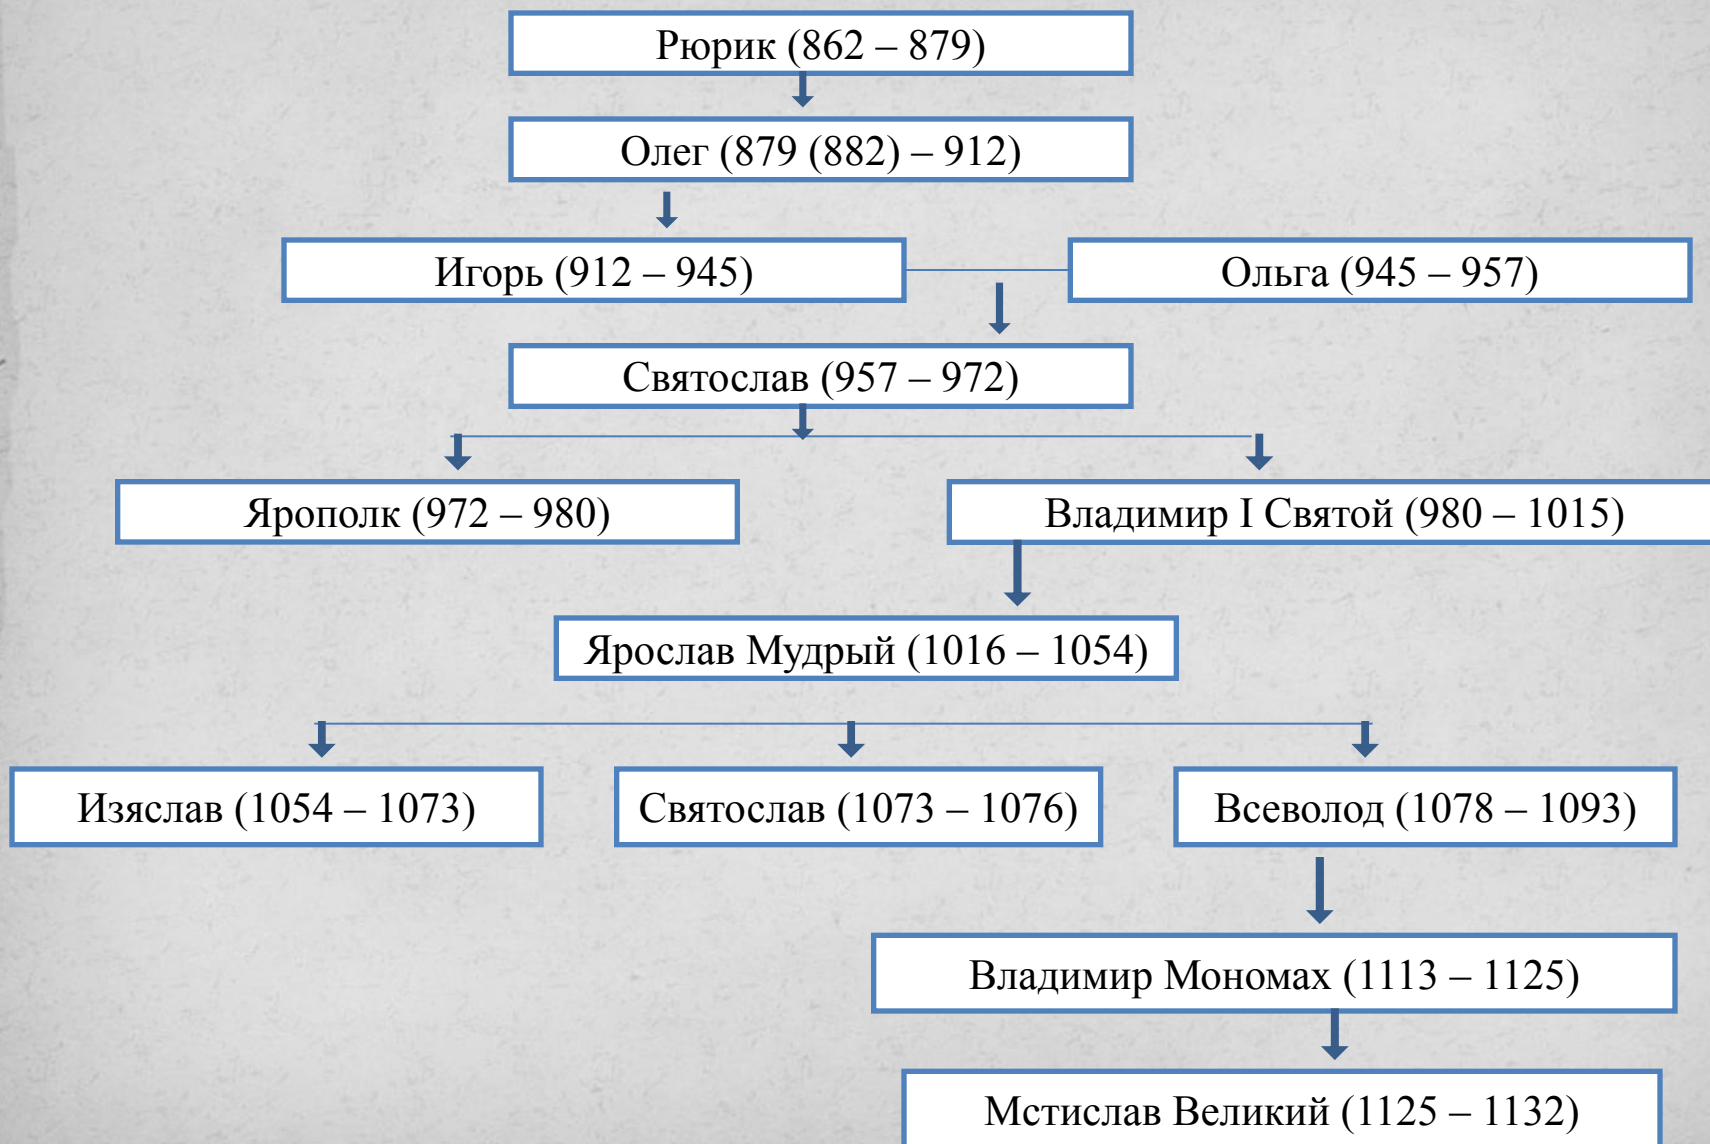 Рюрик (862 – 879)
Олег (879 (882) – 912)
Игорь (912 – 945)
Ольга (945 – 957)
Святослав (957 – 972)
Ярополк (972 – 980)
Владимир I Святой (980 – 1015)
Ярослав Мудрый (1016 – 1054)
Изяслав (1054 – 1073)
Святослав (1073 – 1076)
Всеволод (1078 – 1093)
Владимир Мономах (1113 – 1125)
Мстислав Великий (1125 – 1132)